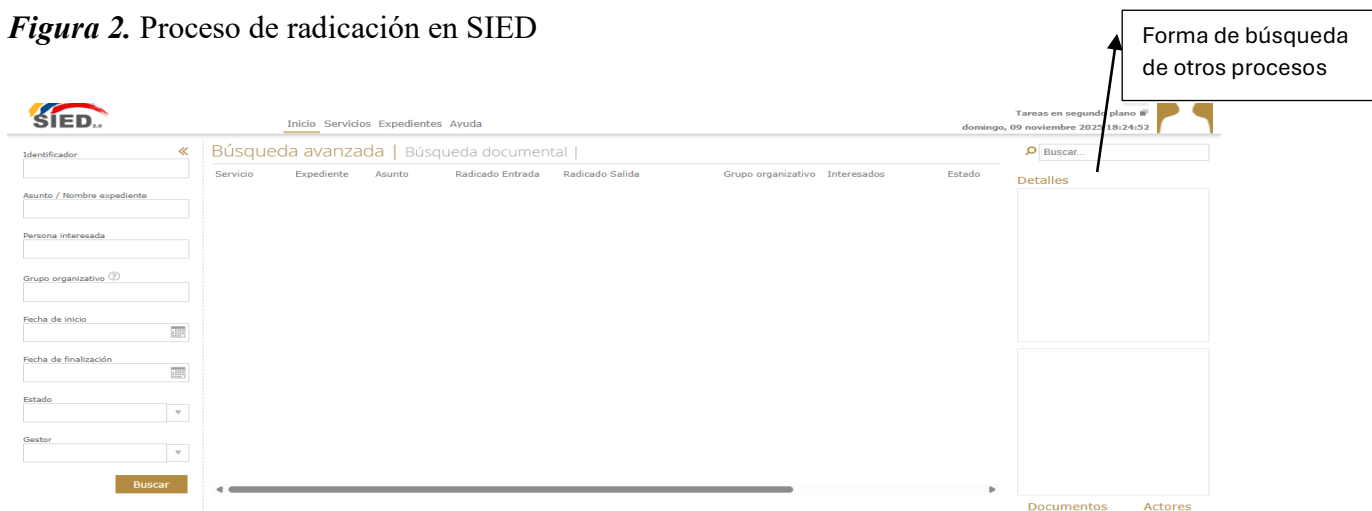 Figura 2. Proceso de radicación en SIED
Forma de búsqueda
de otros procesos
SIED 2.0
Inicio Servicios Expedientes Ayuda
Tareas en segundo plano
domingo, 09 noviembre 2025 18:24:52
Identificador
Asunto / Nombre expediente
Persona interesada
Grupo organizativo ?
Fecha de inicio
Fecha de finalización
Estado
Gestor
Buscar
Búsqueda avanzada | Búsqueda documental |
Servicio Expediente Asunto Radicado Entrada Radicado Salida Grupo organizativo Interesados Estado
Buscar...
Detalles
Documentos Actores